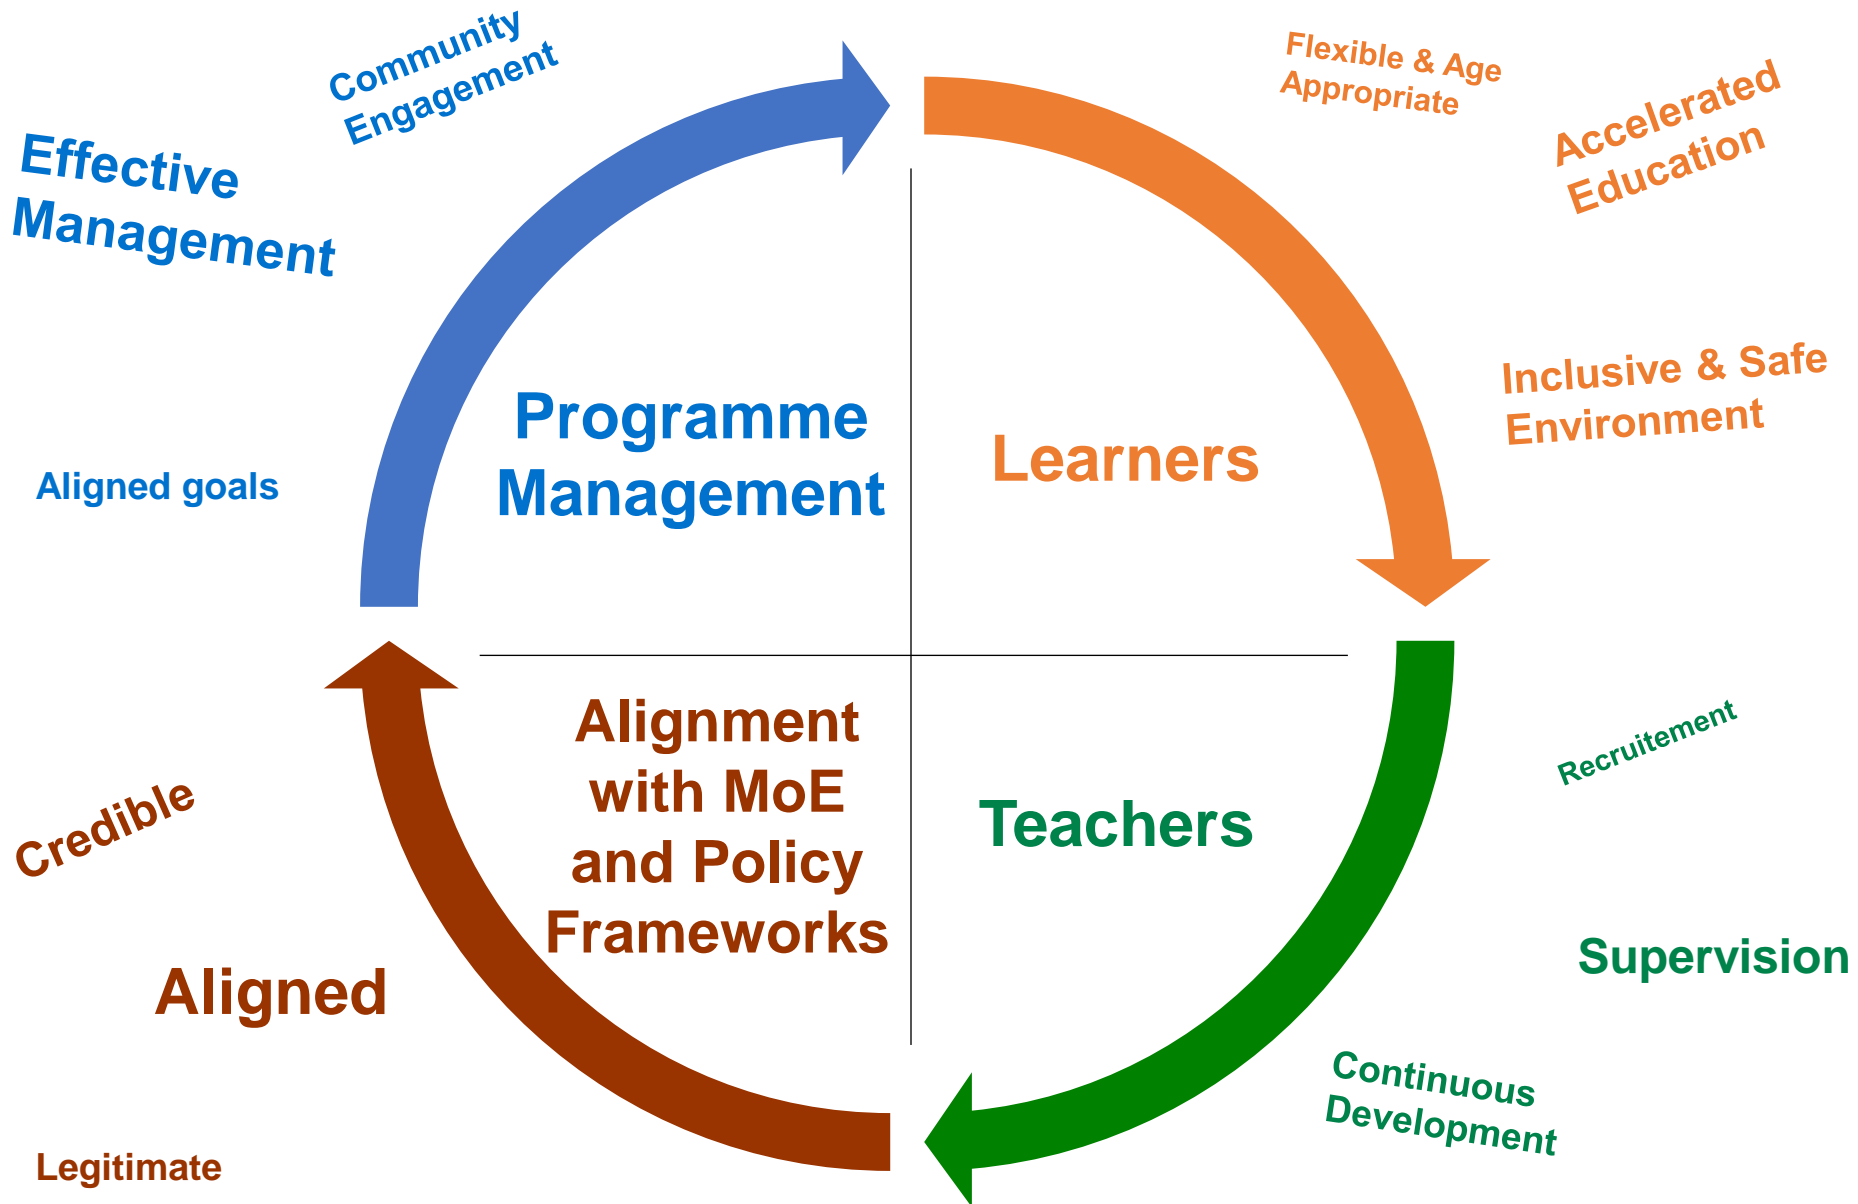 Community
Engagement
Effective
Management
Aligned goals
Programme
Management
Flexible & Age
Appropriate
Accelerated
Education
Inclusive & Safe
Environment
Learners
Recruitement
Supervision
Continuous
Development
Teachers
Alignment
with MoE
and Policy
Frameworks
Credible
Aligned
Legitimate